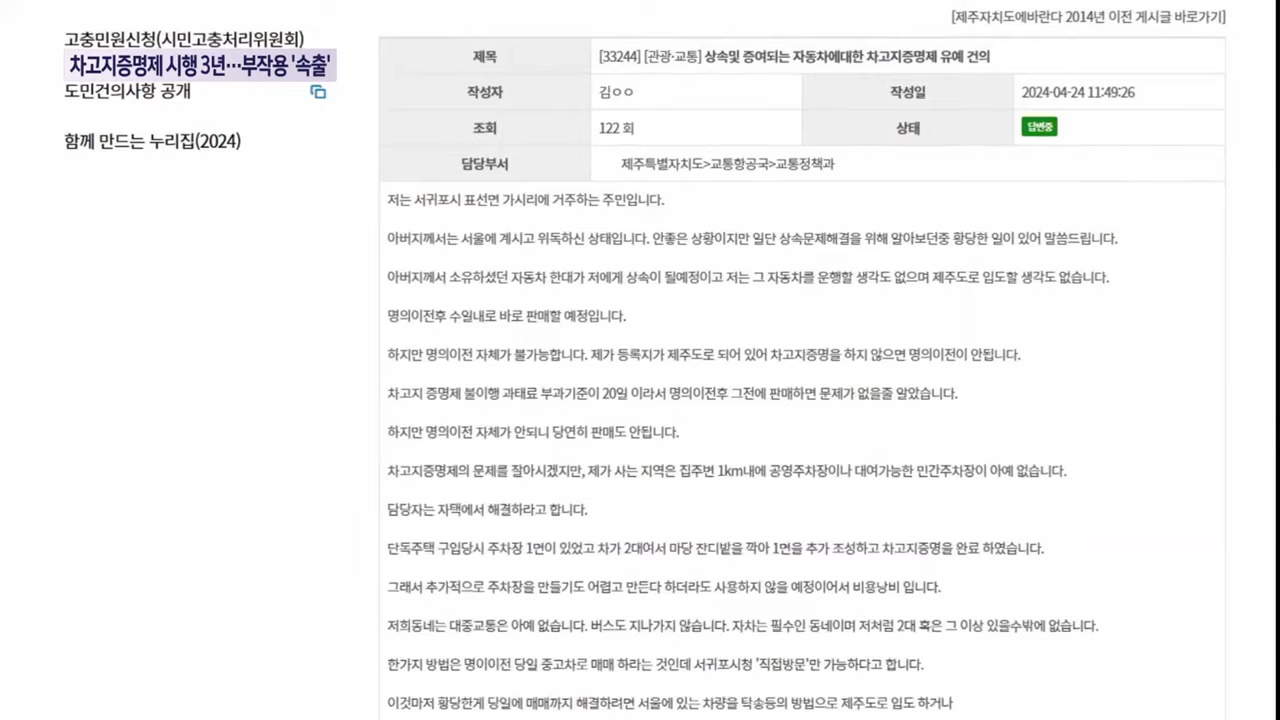 [제주자치도에바란다 2014년 이전 게시글 바로가기]
고충민원신청(시민고충처리위원회)
차고지증명제 시행 3년…부작용 '속출'
도민건의사항 공개
함께 만드는 누리집(2024)
제목 [33244] [관광·교통] 상속및 증여되는 자동차에대한 차고지증명제 유예 건의
작성자 김ㅇㅇ 작성일 2024-04-24 11:49:26
조회 122 회 상태 답변중
담당부서 제주특별자치도>교통항공국>교통정책과
저는 서귀포시 표선면 가시리에 거주하는 주민입니다.
아버지께서는 서울에 계시고 위독하신 상태입니다. 안좋은 상황이지만 일단 상속문제해결을 위해 알아보던중 황당한 일이 있어 말씀드립니다.
아버지께서 소유하셨던 자동차 한대가 저에게 상속이 될예정이고 저는 그 자동차를 운행할 생각도 없으며 제주도로 입도할 생각도 없습니다.
명의이전후 수일내로 바로 판매할 예정입니다.
하지만 명의이전 자체가 불가능합니다. 제가 등록지가 제주도로 되어 있어 차고지증명을 하지 않으면 명의이전이 안됩니다.
차고지 증명제 불이행 과태료 부과기준이 20일 이라서 명의이전후 그전에 판매하면 문제가 없을줄 알았습니다.
하지만 명의이전 자체가 안되니 당연히 판매도 안됩니다.
차고지증명제의 문제를 잘아시겠지만, 제가 사는 지역은 집주변 1km내에 공영주차장이나 대여가능한 민간주차장이 아예 없습니다.
담당자는 자택에서 해결하라고 합니다.
단독주택 구입당시 주차장 1면이 있었고 차가 2대여서 마당 잔디밭을 깍아 1면을 추가 조성하고 차고지증명을 완료 하였습니다.
그래서 추가적으로 주차장을 만들기도 어렵고 만든다 하더라도 사용하지 않을 예정이어서 비용낭비 입니다.
저희동네는 대중교통은 아예 없습니다. 버스도 지나가지 않습니다. 자차는 필수인 동네이며 저처럼 2대 혹은 그 이상 있을수밖에 없습니다.
한가지 방법은 명이이전 당일 중고차로 매매 하라는 것인데 서귀포시청 '직접방문'만 가능하다고 합니다.
이것마저 황당한게 당일에 매매까지 해결하려면 서울에 있는 차량을 탁송등의 방법으로 제주도로 입도 하거나